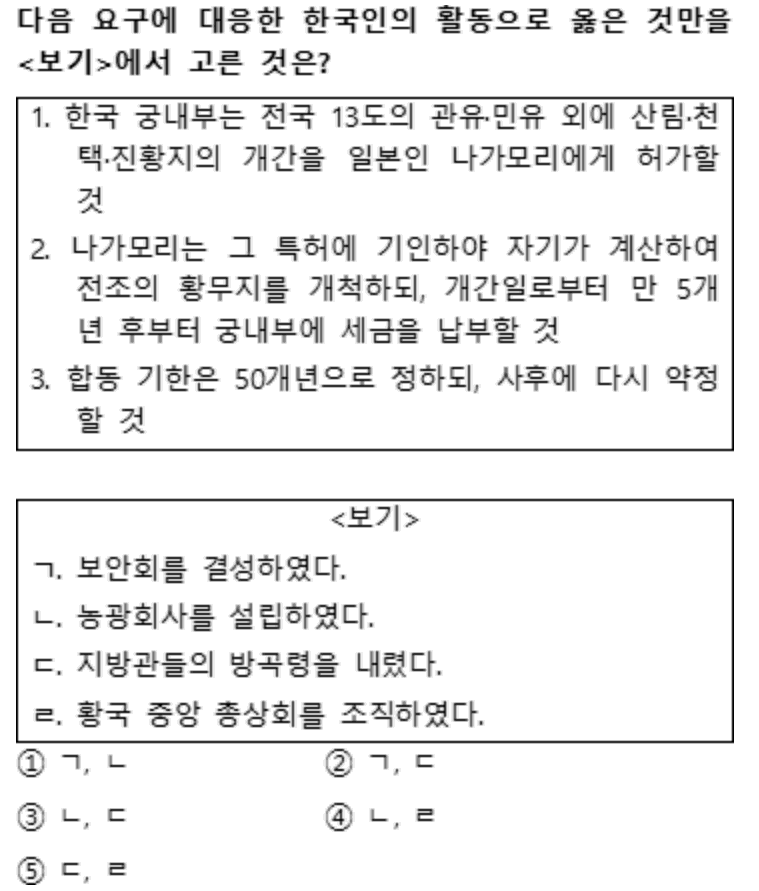 다음 요구에 대응한 한국인의 활동으로 옳은 것만을
<보기>에서 고른 것은?
1. 한국 궁내부는 전국 13도의 관유·민유 외에 산림·천
택·진황지의 개간을 일본인 나가모리에게 허가할
것
2. 나가모리는 그 특허에 기인하야 자기가 계산하여
전조의 황무지를 개척하되, 개간일로부터 만 5개
년 후부터 궁내부에 세금을 납부할 것
3. 합동 기한은 50개년으로 정하되, 사후에 다시 약정
할 것
<보기>
ㄱ. 보안회를 결성하였다.
ㄴ. 농광회사를 설립하였다.
ㄷ. 지방관들의 방곡령을 내렸다.
ㄹ. 황국 중앙 총상회를 조직하였다.
① ㄱ, ㄴ ② ㄱ, ㄷ
③ ㄴ, ㄷ ④ ㄴ, ㄹ
⑤ ㄷ, ㄹ